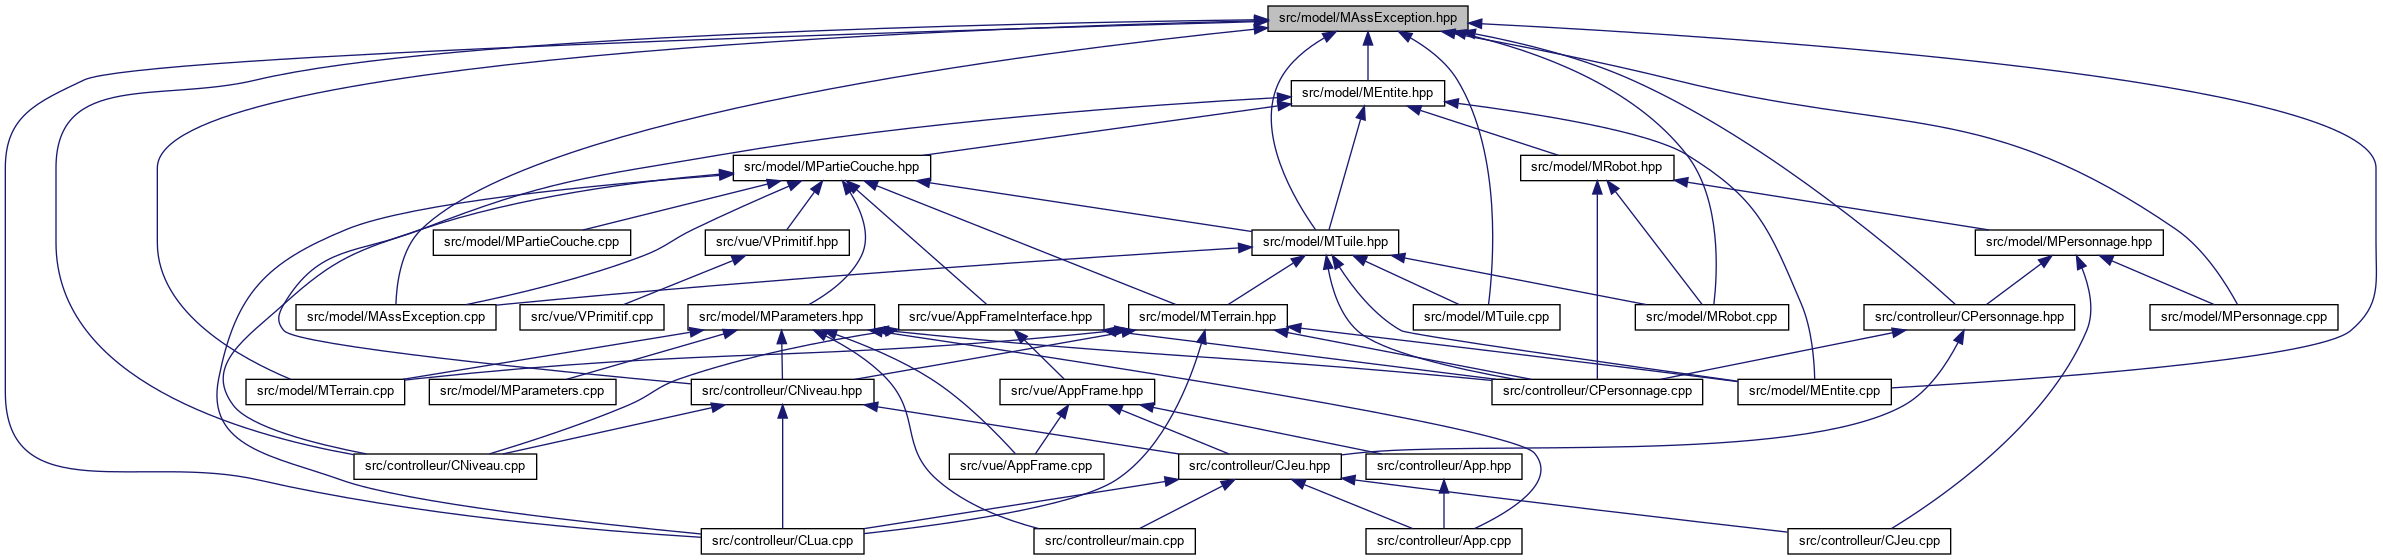 src/model/MAssException.hpp
src/model/MEntite.hpp
src/model/MPartieCouche.hpp
src/model/MRobot.hpp
src/model/MPartieCouche.cpp
src/vue/VPrimitif.hpp
src/model/MTuile.hpp
src/model/MPersonnage.hpp
src/model/MAssException.cpp
src/vue/VPrimitif.cpp
src/model/MParameters.hpp
src/vue/AppFrameInterface.hpp
src/model/MTerrain.hpp
src/model/MTuile.cpp
src/model/MRobot.cpp
src/controlleur/CPersonnage.hpp
src/model/MPersonnage.cpp
src/model/MTerrain.cpp
src/model/MParameters.cpp
src/controlleur/CNiveau.hpp
src/vue/AppFrame.hpp
src/controlleur/CPersonnage.cpp
src/model/MEntite.cpp
src/controlleur/CNiveau.cpp
src/vue/AppFrame.cpp
src/controlleur/CJeu.hpp
src/controlleur/App.hpp
src/controlleur/CLua.cpp
src/controlleur/main.cpp
src/controlleur/App.cpp
src/controlleur/CJeu.cpp